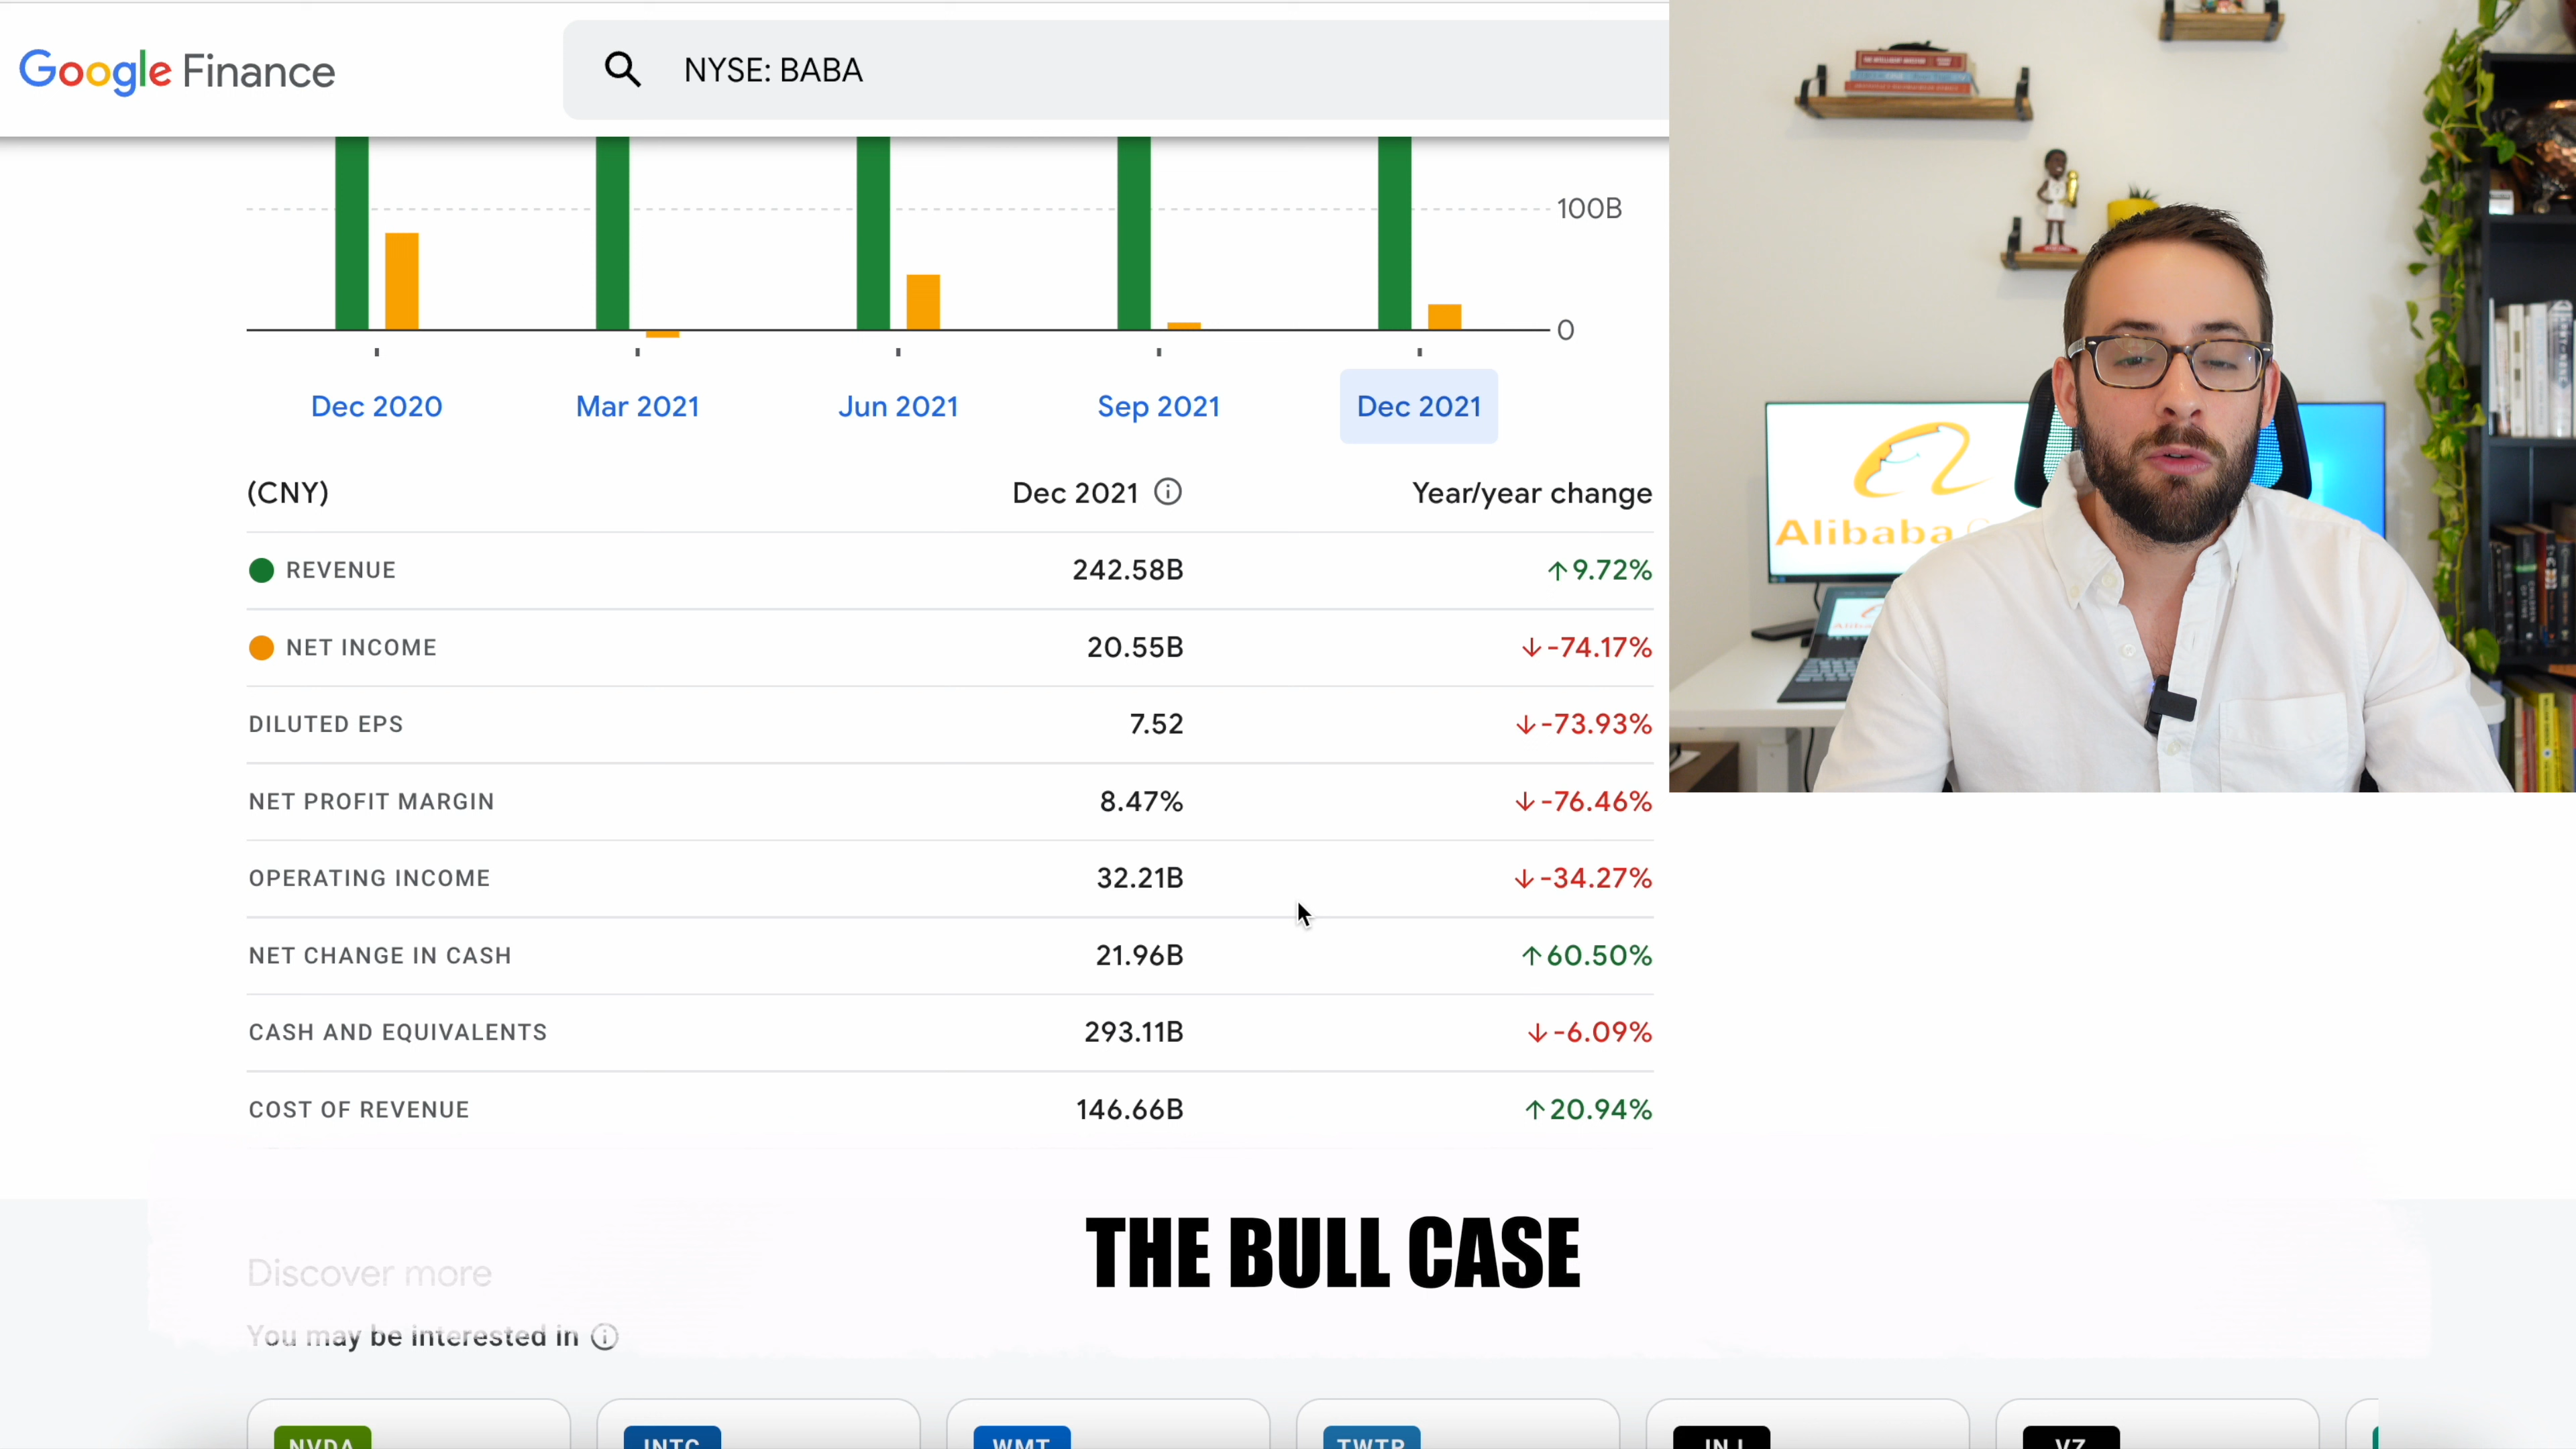 Google Finance
NYSE: BABA
100B
0
Dec 2020 Mar 2021 Jun 2021 Sep 2021 Dec 2021
(CNY) Dec 2021 Year/year change
REVENUE 242.58B ↑9.72%
NET INCOME 20.55B ↓-74.17%
DILUTED EPS 7.52 ↓-73.93%
NET PROFIT MARGIN 8.47% ↓-76.46%
OPERATING INCOME 32.21B ↓-34.27%
NET CHANGE IN CASH 21.96B ↑60.50%
CASH AND EQUIVALENTS 293.11B ↓-6.09%
COST OF REVENUE 146.66B ↑20.94%
Alibaba
THE INTELLIGENT INVESTOR
THE BULL CASE
Discover more
You may be interested in
NVDA INTC WMT TWTR JNJ VZ